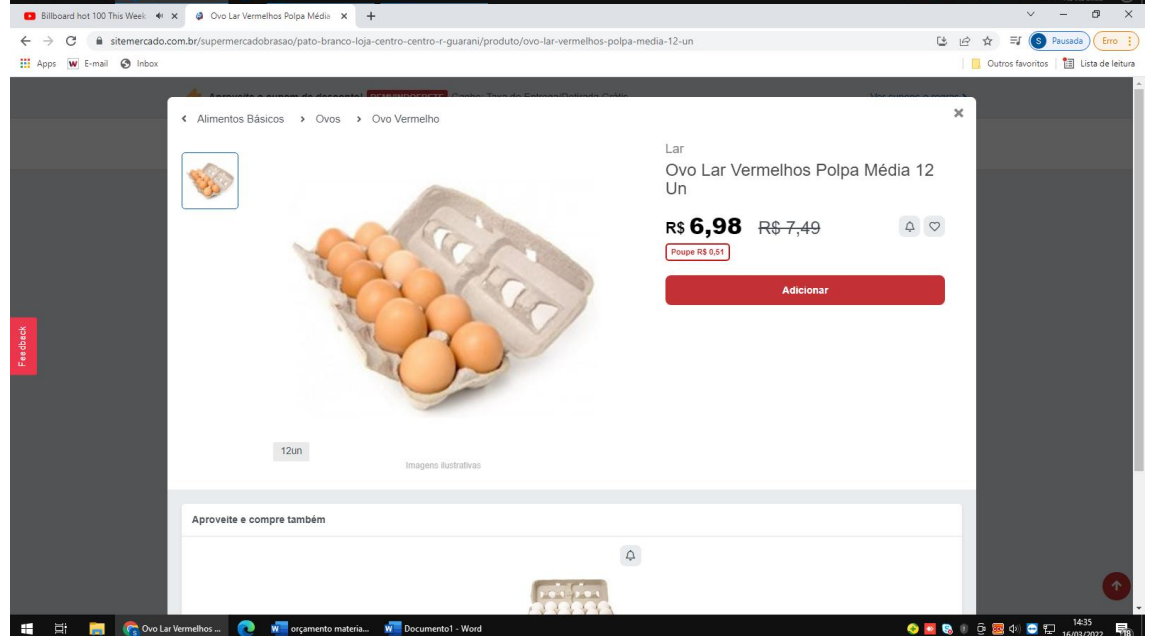 Billboard hot 100 This Week
Ovo Lar Vermelhos Polpa Média
sitemercado.com.br/supermercadobrasao/pato-branco-loja-centro-centro-r-guarani/produto/ovo-lar-vermelhos-polpa-media-12-un
S Pausada
Erro
Apps
W E-mail
Inbox
Outros favoritos
Lista de leitura
Alimentos Básicos > Ovos > Ovo Vermelho
Lar
Ovo Lar Vermelhos Polpa Média 12
Un
R$ 6,98 R$ 7,49
Poupe R$ 0,51
Adicionar
Feedback
12un
Imagens ilustrativas
Aproveite e compre também
Ovo Lar Vermelhos ...
orçamento materia...
Documento1 - Word
14:35
16/03/2022